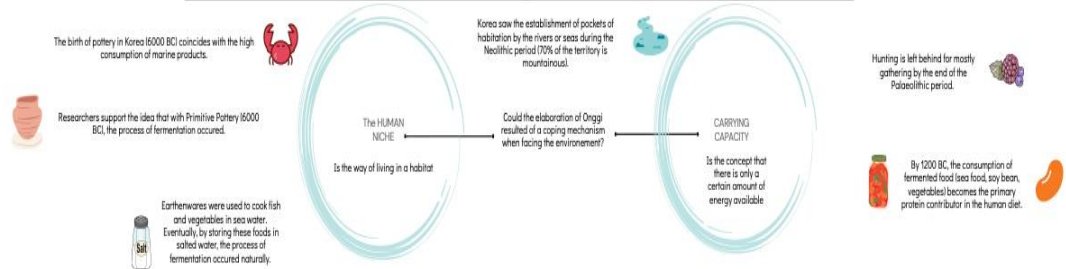 The birth of pottery in Korea (6000 BC) coincides with the high
consumption of marine products.
Researchers support the idea that with Primitive Pottery (6000
BC), the process of fermentation occured.
Earthenwares were used to cook fish
and vegetables in sea water.
Eventually, by storing these foods in
salted water, the process of
fermentation occured naturally.
Salt
The HUMAN
NICHE
Is the way of living in a habitat
Korea saw the establishment of pockets of
habitation by the rivers or seas during the
Neolithic period (70% of the territory is
mountainous).
Could the elaboration of Onggi
resulted of a coping mechanism
when facing the environement?
CARRYING
CAPACITY
Is the concept that
there is only a
certain amount of
energy available
Hunting is left behind for mostly
gathering by the end of the
Palaeolithic period.
By 1200 BC, the consumption of
fermented food (sea food, soy bean,
vegetables) becomes the primary
protein contributor in the human diet.